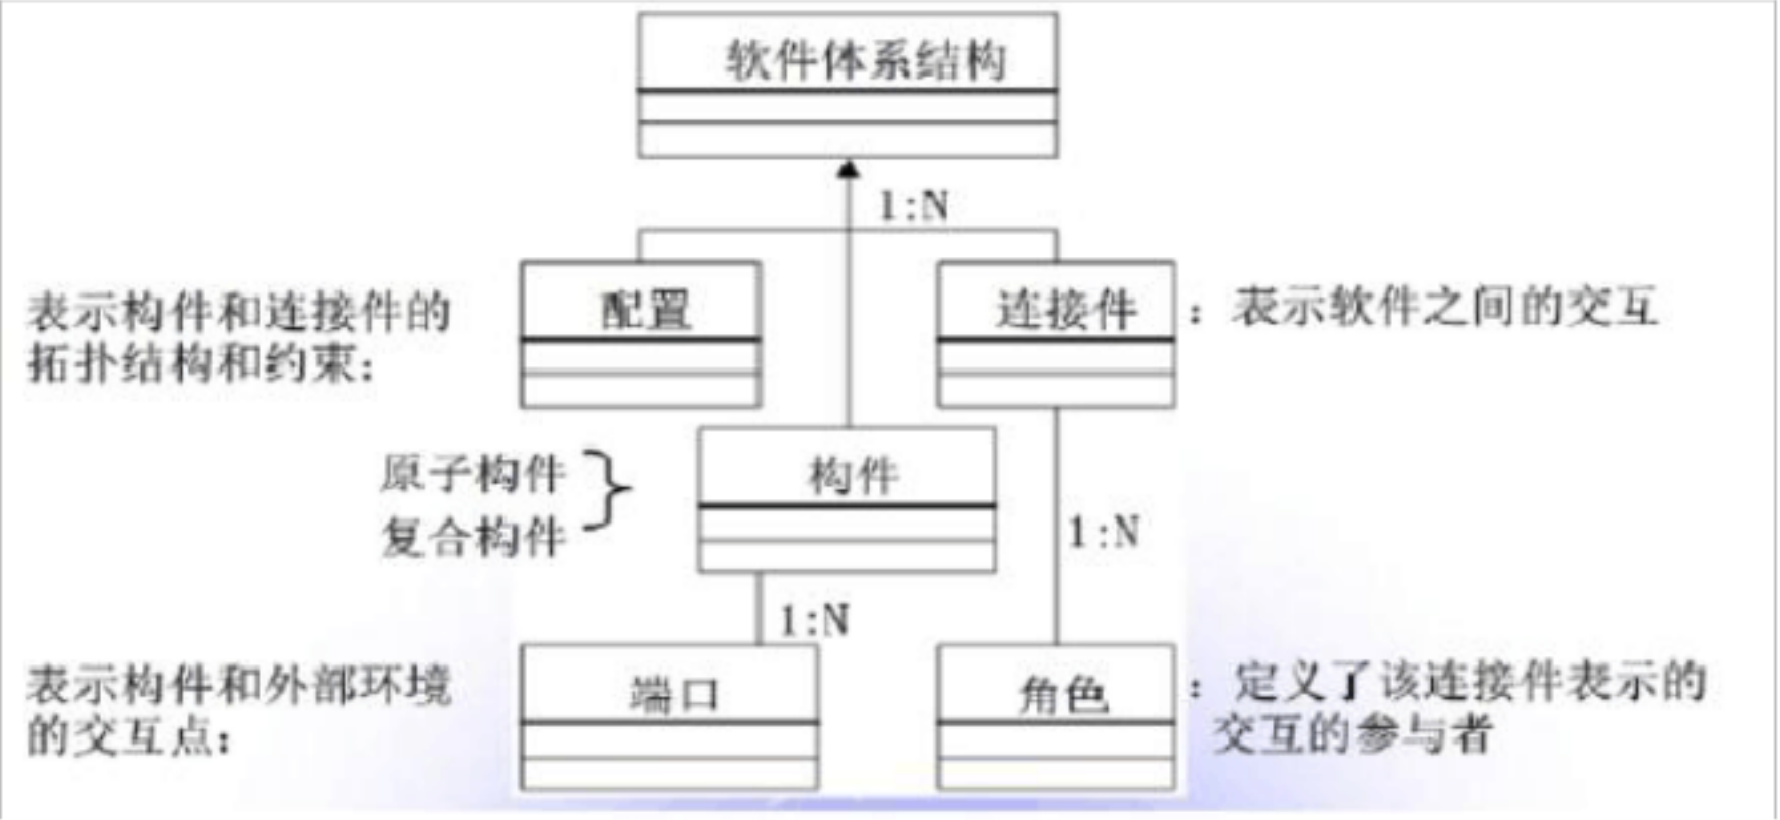 软件体系结构
1:N
表示构件和连接件的
拓扑结构和约束:
配置
连接件
: 表示软件之间的交互
原子构件
复合构件
构件
1:N
1:N
表示构件和外部环境
的交互点:
端口
角色
: 定义了该连接件表示的
交互的参与者